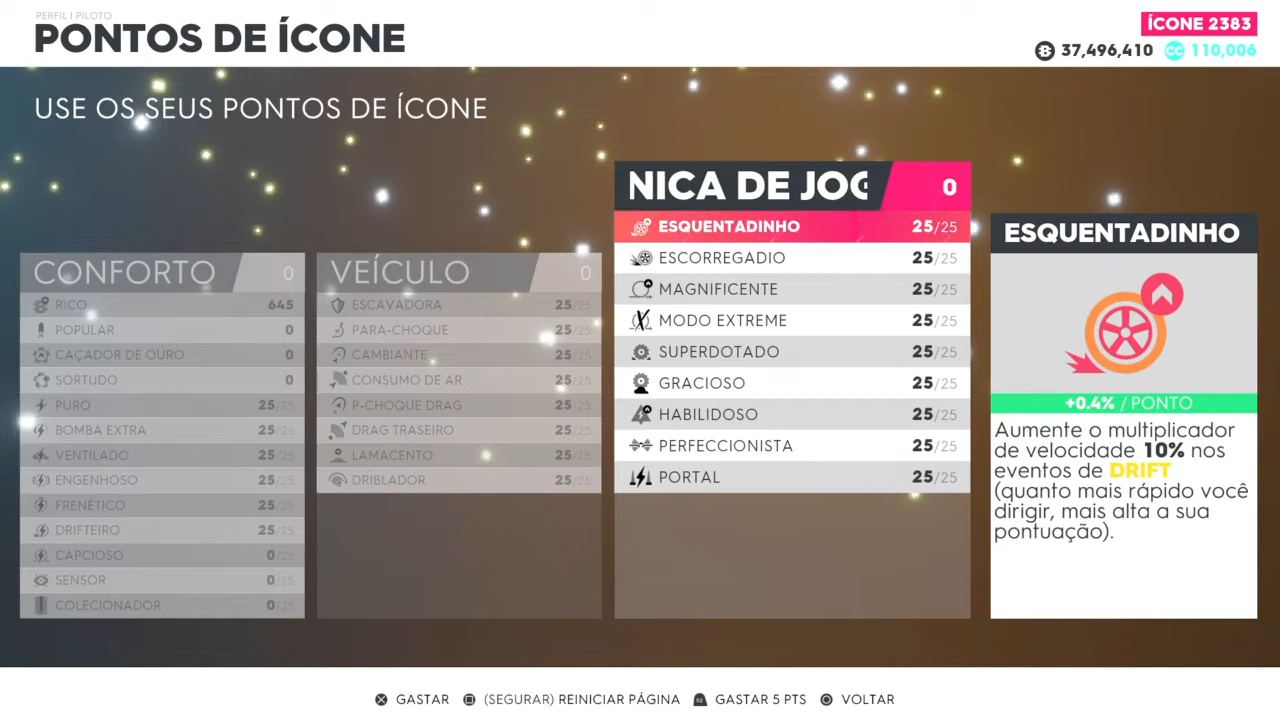 PERFIL I PILOTO
PONTOS DE ÍCONE
ÍCONE 2383
37,496,410 CC 110,006
USE OS SEUS PONTOS DE ÍCONE
CONFORTO 0
RICO 645
POPULAR 0
CAÇADOR DE OURO 0
SORTUDO 0
PURO 25/25
BOMBA EXTRA 25/25
VENTILADO 25/25
ENGENHOSO 25/25
FRENÉTICO 25/25
DRIFTEIRO 25/25
CAPCIOSO 0/25
SENSOR 0/25
COLECIONADOR 0/25
VEÍCULO 0
ESCAVADORA 25/25
PARA-CHOQUE 25/25
CAMBIANTE 25/25
CONSUMO DE AR 25/25
P-CHOQUE DRAG 25/25
DRAG TRASEIRO 25/25
LAMACENTO 25/25
DRIBLADOR 25/25
NICA DE JOG 0
ESQUENTADINHO 25/25
ESCORREGADIO 25/25
MAGNIFICENTE 25/25
MODO EXTREME 25/25
SUPERDOTADO 25/25
GRACIOSO 25/25
HABILIDOSO 25/25
PERFECCIONISTA 25/25
PORTAL 25/25
ESQUENTADINHO
+0.4% / PONTO
Aumente o multiplicador
de velocidade 10% nos
eventos de DRIFT
(quanto mais rápido você
dirigir, mais alta a sua
pontuação).
GASTAR (SEGURAR) REINICIAR PÁGINA R2 GASTAR 5 PTS VOLTAR